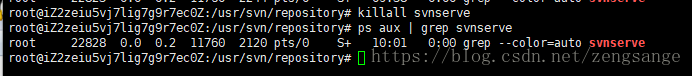 root@iZ2zeiu5vj7lig7g9r7ec0Z:/usr/svn/repository# killall svnserve
root@iZ2zeiu5vj7lig7g9r7ec0Z:/usr/svn/repository# ps aux | grep svnserve
root     22828  0.0  0.2  11760  2120 pts/0    S+   10:01   0:00 grep --color=auto svnserve
root@iZ2zeiu5vj7lig7g9r7ec0Z:/usr/svn/repository#
https://blog.csdn.net/zengsange